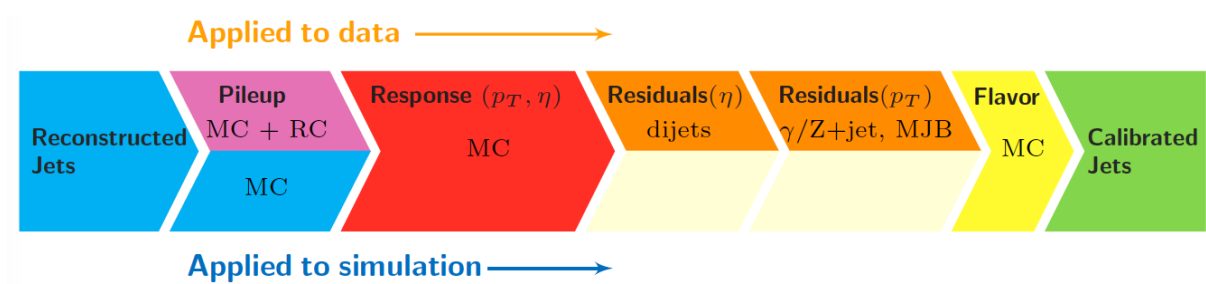 Applied to data
Reconstructed
Jets
Pileup
MC + RC
MC
Response (p_T, η)
MC
Residuals(η)
dijets
Residuals(p_T)
γ/Z+jet, MJB
Flavor
MC
Calibrated
Jets
Applied to simulation